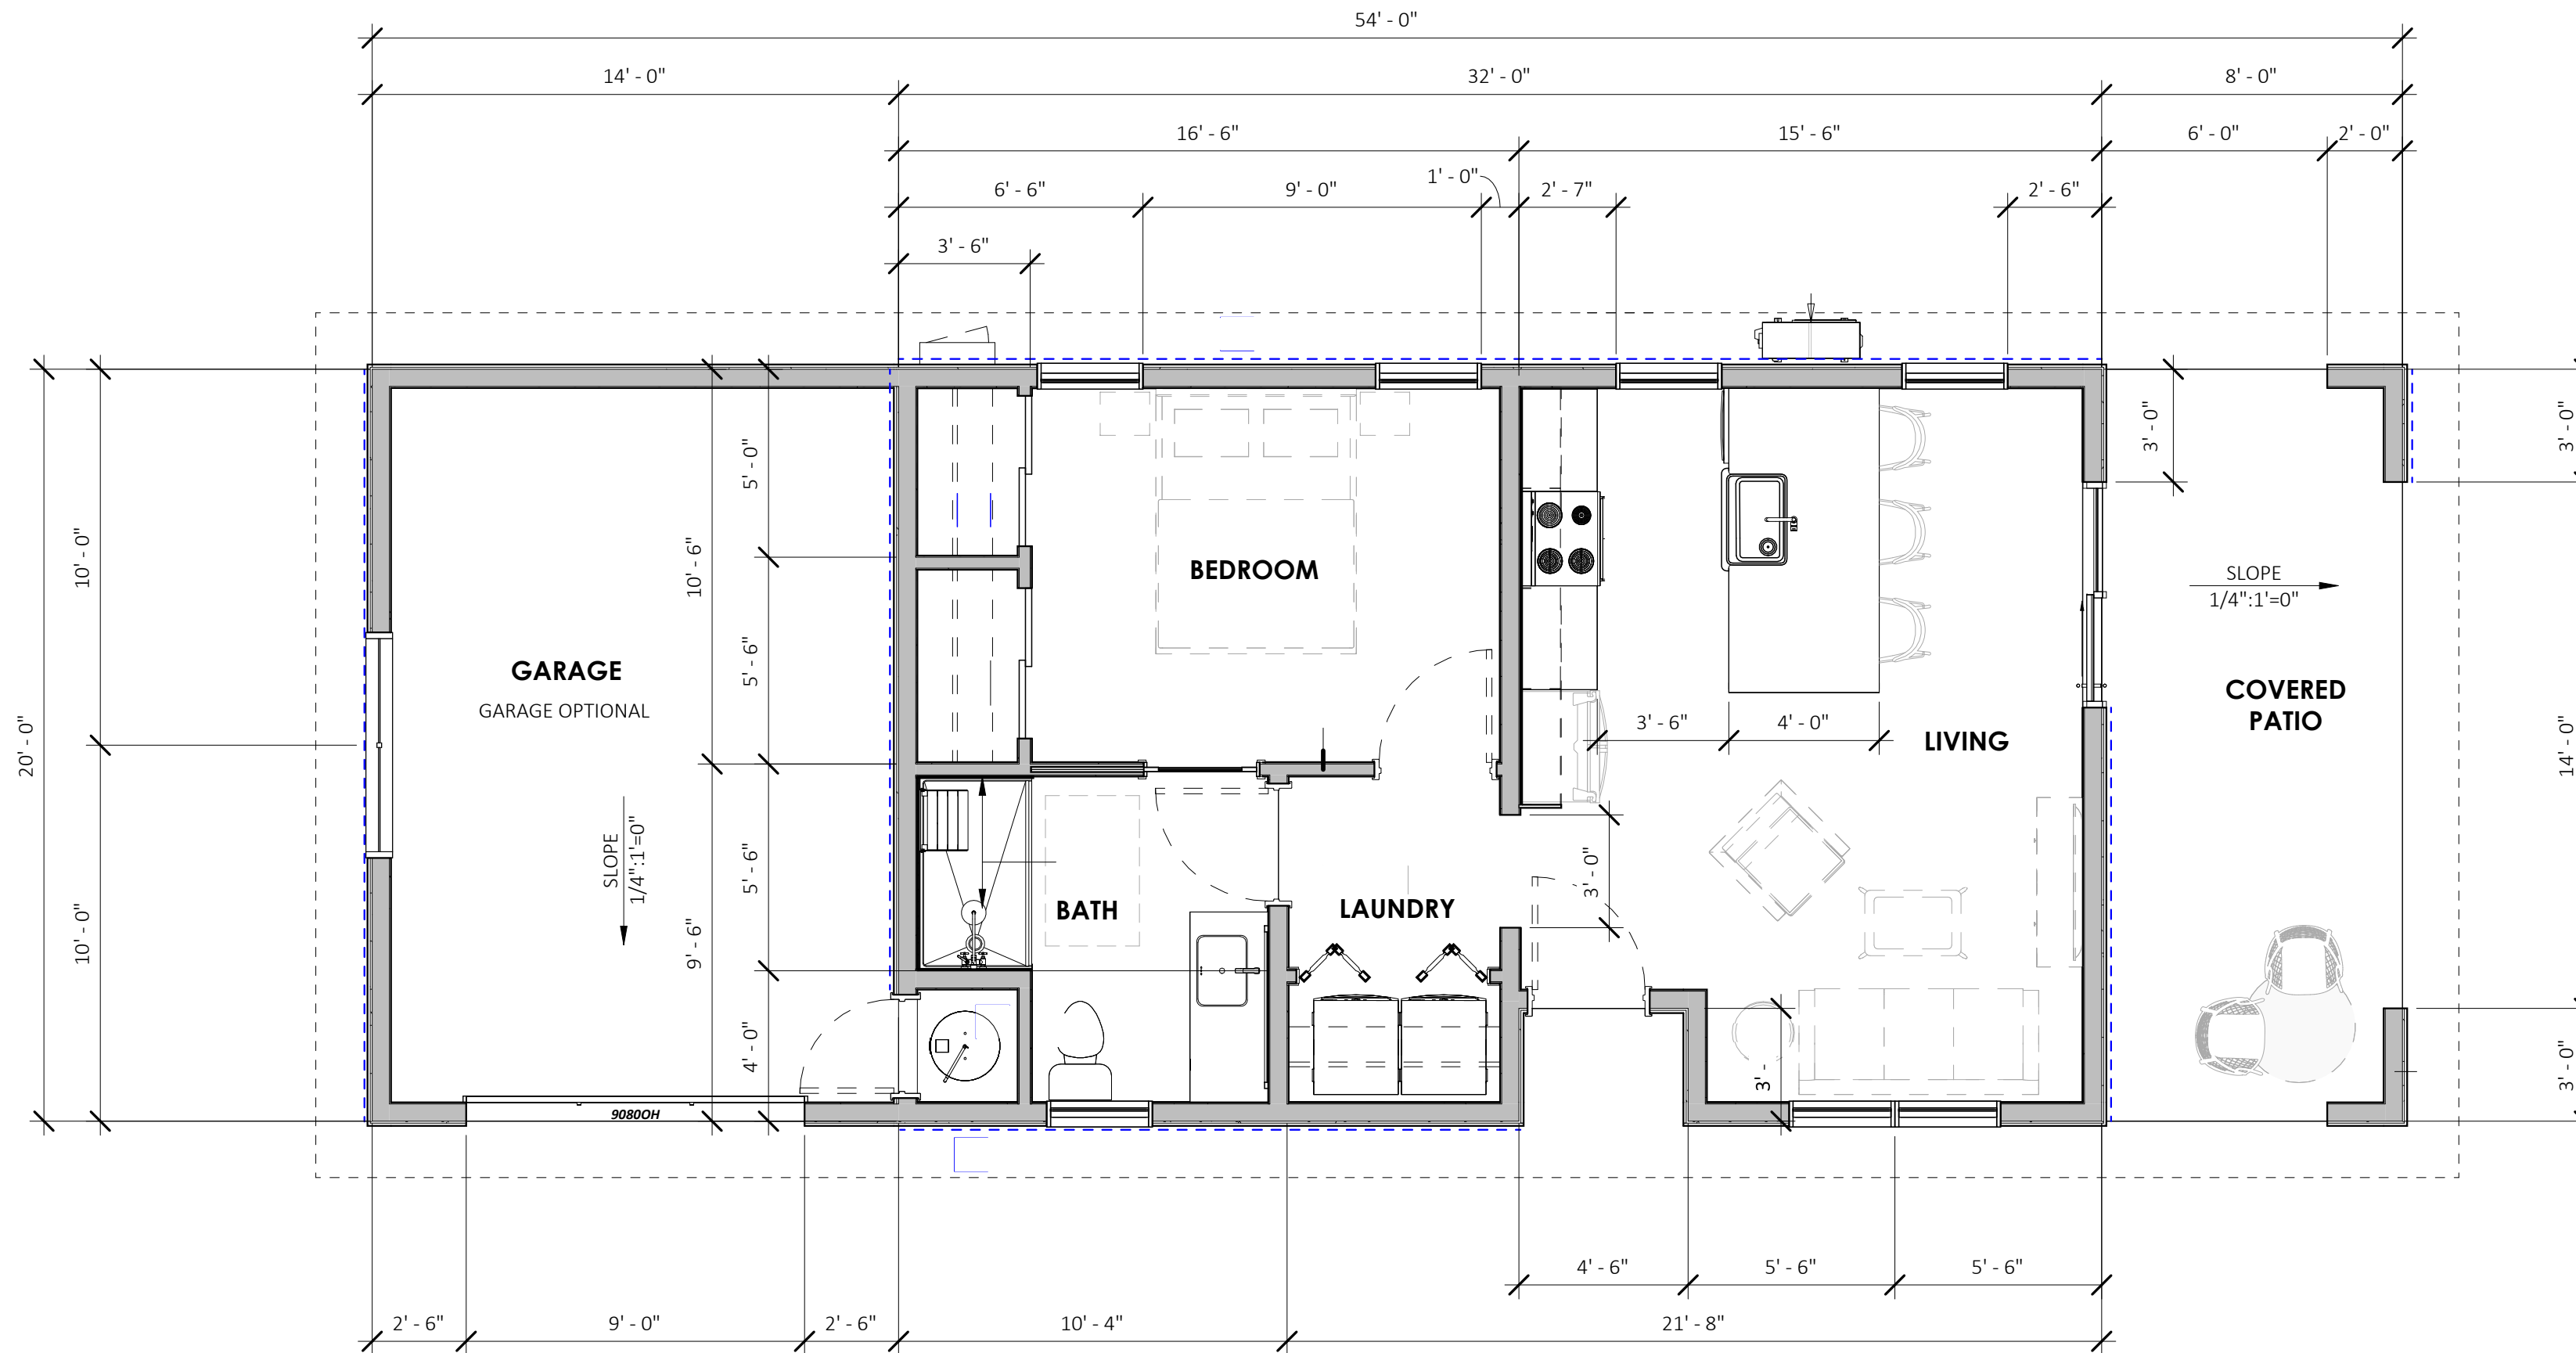 54' - 0"
14' - 0"
32' - 0"
8' - 0"
16' - 6"
15' - 6"
6' - 0"
2' - 0"
6' - 6"
9' - 0"
1' - 0"
2' - 7"
2' - 6"
3' - 6"
20' - 0"
10' - 0"
10' - 0"
10' - 6"
9' - 6"
5' - 0"
5' - 6"
5' - 6"
4' - 0"
GARAGE
GARAGE OPTIONAL
SLOPE
1/4":1'=0"
9080OH
BEDROOM
BATH
LAUNDRY
3' - 6"
4' - 0"
LIVING
3' - 0"
3' -
3' - 0"
SLOPE
1/4":1'=0"
COVERED
PATIO
3' - 0"
14' - 0"
3' - 0"
4' - 6"
5' - 6"
5' - 6"
2' - 6"
9' - 0"
2' - 6"
10' - 4"
21' - 8"